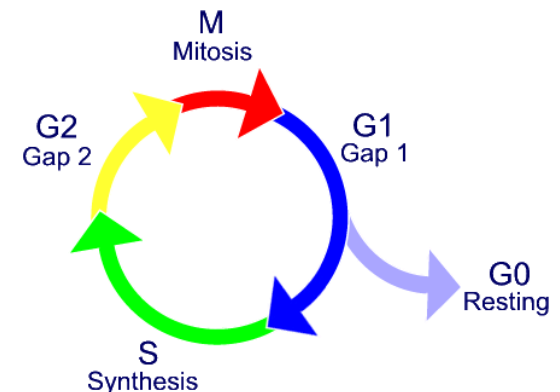 M
Mitosis
G1
Gap 1
G2
Gap 2
G0
Resting
S
Synthesis